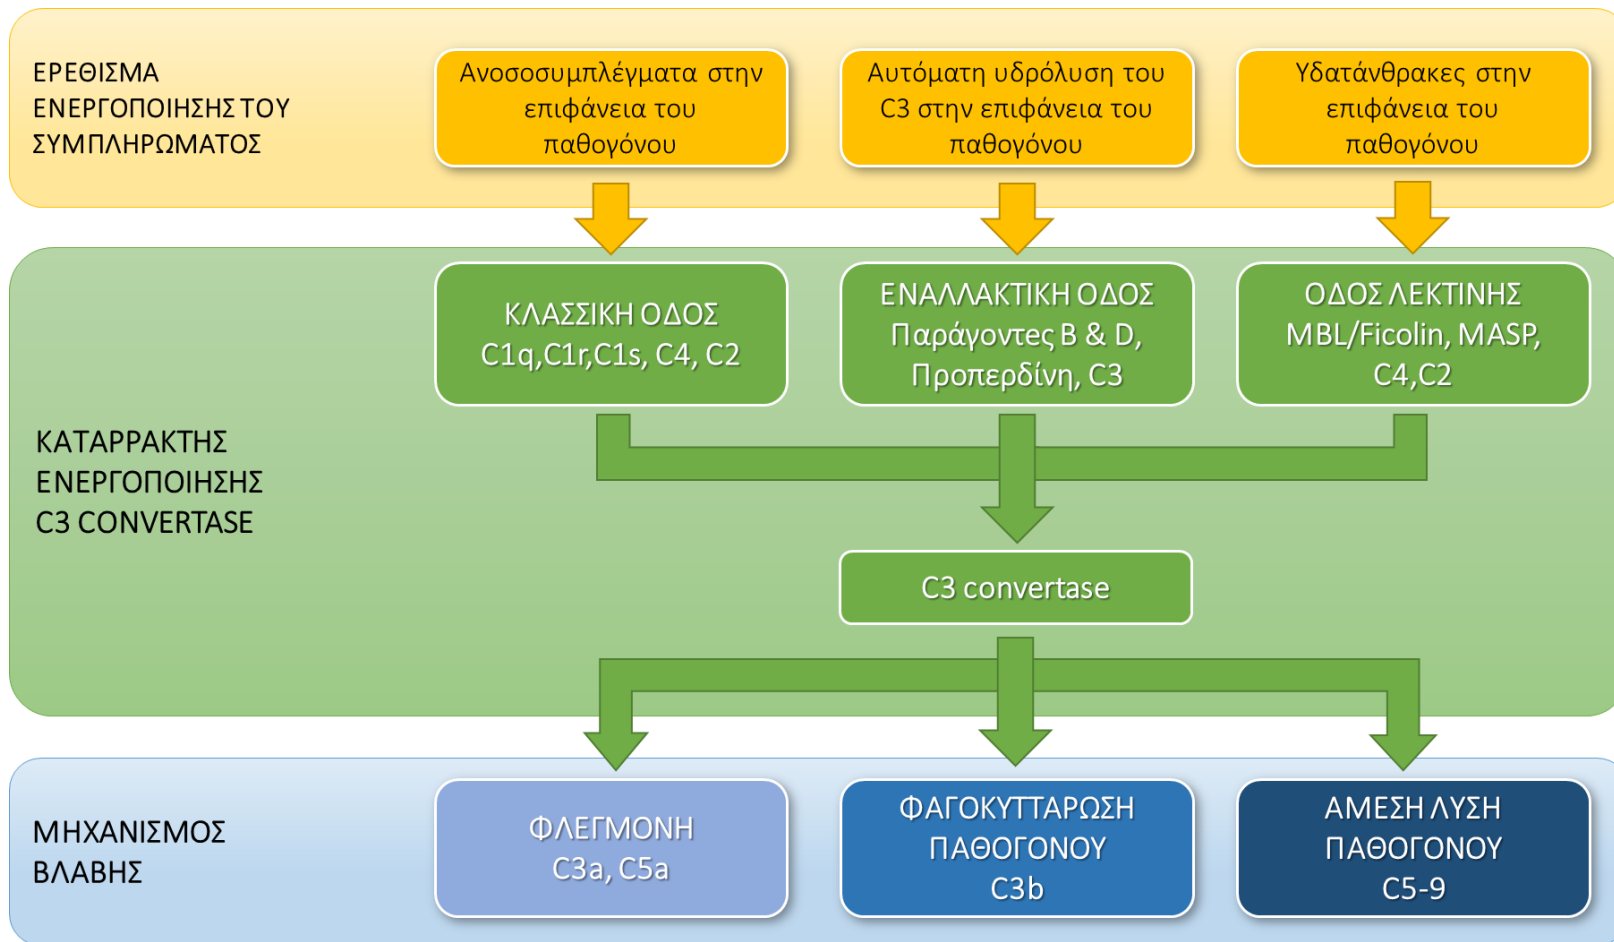 ΕΡΕΘΙΣΜΑ
ΕΝΕΡΓΟΠΟΙΗΣΗΣ ΤΟΥ
ΣΥΜΠΛΗΡΩΜΑΤΟΣ
Ανοσοσυμπλέγματα στην
επιφάνεια του
παθογόνου
Αυτόματη υδρόλυση του
C3 στην επιφάνεια του
παθογόνου
Υδατάνθρακες στην
επιφάνεια του
παθογόνου
ΚΑΤΑΡΡΑΚΤΗΣ
ΕΝΕΡΓΟΠΟΙΗΣΗΣ
C3 CONVERTASE
ΚΛΑΣΣΙΚΗ ΟΔΟΣ
C1q,C1r,C1s, C4, C2
ΕΝΑΛΛΑΚΤΙΚΗ ΟΔΟΣ
Παράγοντεc B & D,
Προπερδίνη, C3
ΟΔΟΣ ΛΕΚΤΙΝΗΣ
MBL/Ficolin, MASP,
C4,C2
C3 convertase
ΜΗΧΑΝΙΣΜΟΣ
ΒΛΑΒΗΣ
ΦΛΕΓΜΟΝΗ
C3a, C5a
ΦΑΓΟΚΥΤΤΑΡΩΣΗ
ΠΑΘΟΓΟΝΟΥ
C3b
ΑΜΕΣΗ ΛΥΣΗ
ΠΑΘΟΓΟΝΟΥ
C5-9